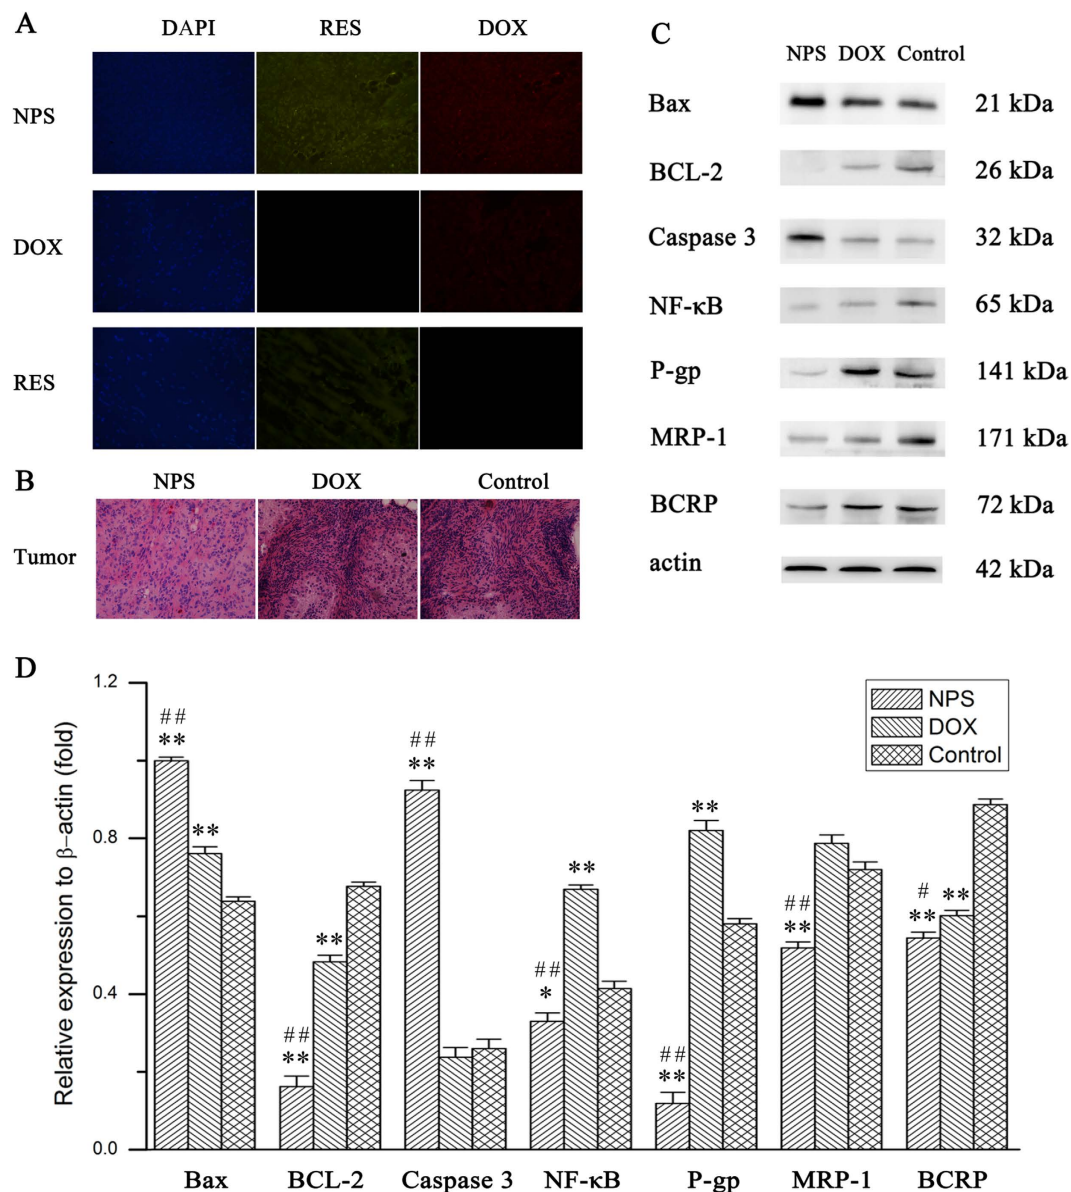 A
DAPI RES DOX
NPS
DOX
RES
B
NPS DOX Control
Tumor
C
NPS DOX Control
Bax 21 kDa
BCL-2 26 kDa
Caspase 3 32 kDa
NF-κB 65 kDa
P-gp 141 kDa
MRP-1 171 kDa
BCRP 72 kDa
actin 42 kDa
D
Relative expression to β–actin (fold)
1.2
0.8
0.4
0.0
NPS
DOX
Control
##
**
**
##
**
**
##
**
##
*
**
##
**
**
##
**
#
**
**
Bax BCL-2 Caspase 3 NF-κB P-gp MRP-1 BCRP